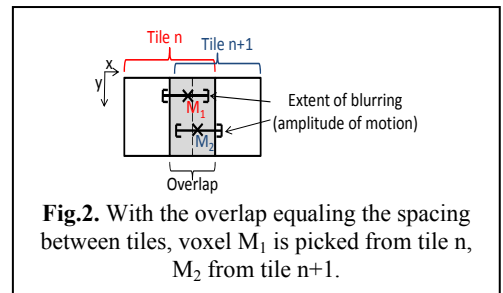 Tile n Tile n+1
x
y
M1
M2
Extent of blurring
(amplitude of motion)
Overlap
Fig.2. With the overlap equaling the spacing
between tiles, voxel M1 is picked from tile n,
M2 from tile n+1.